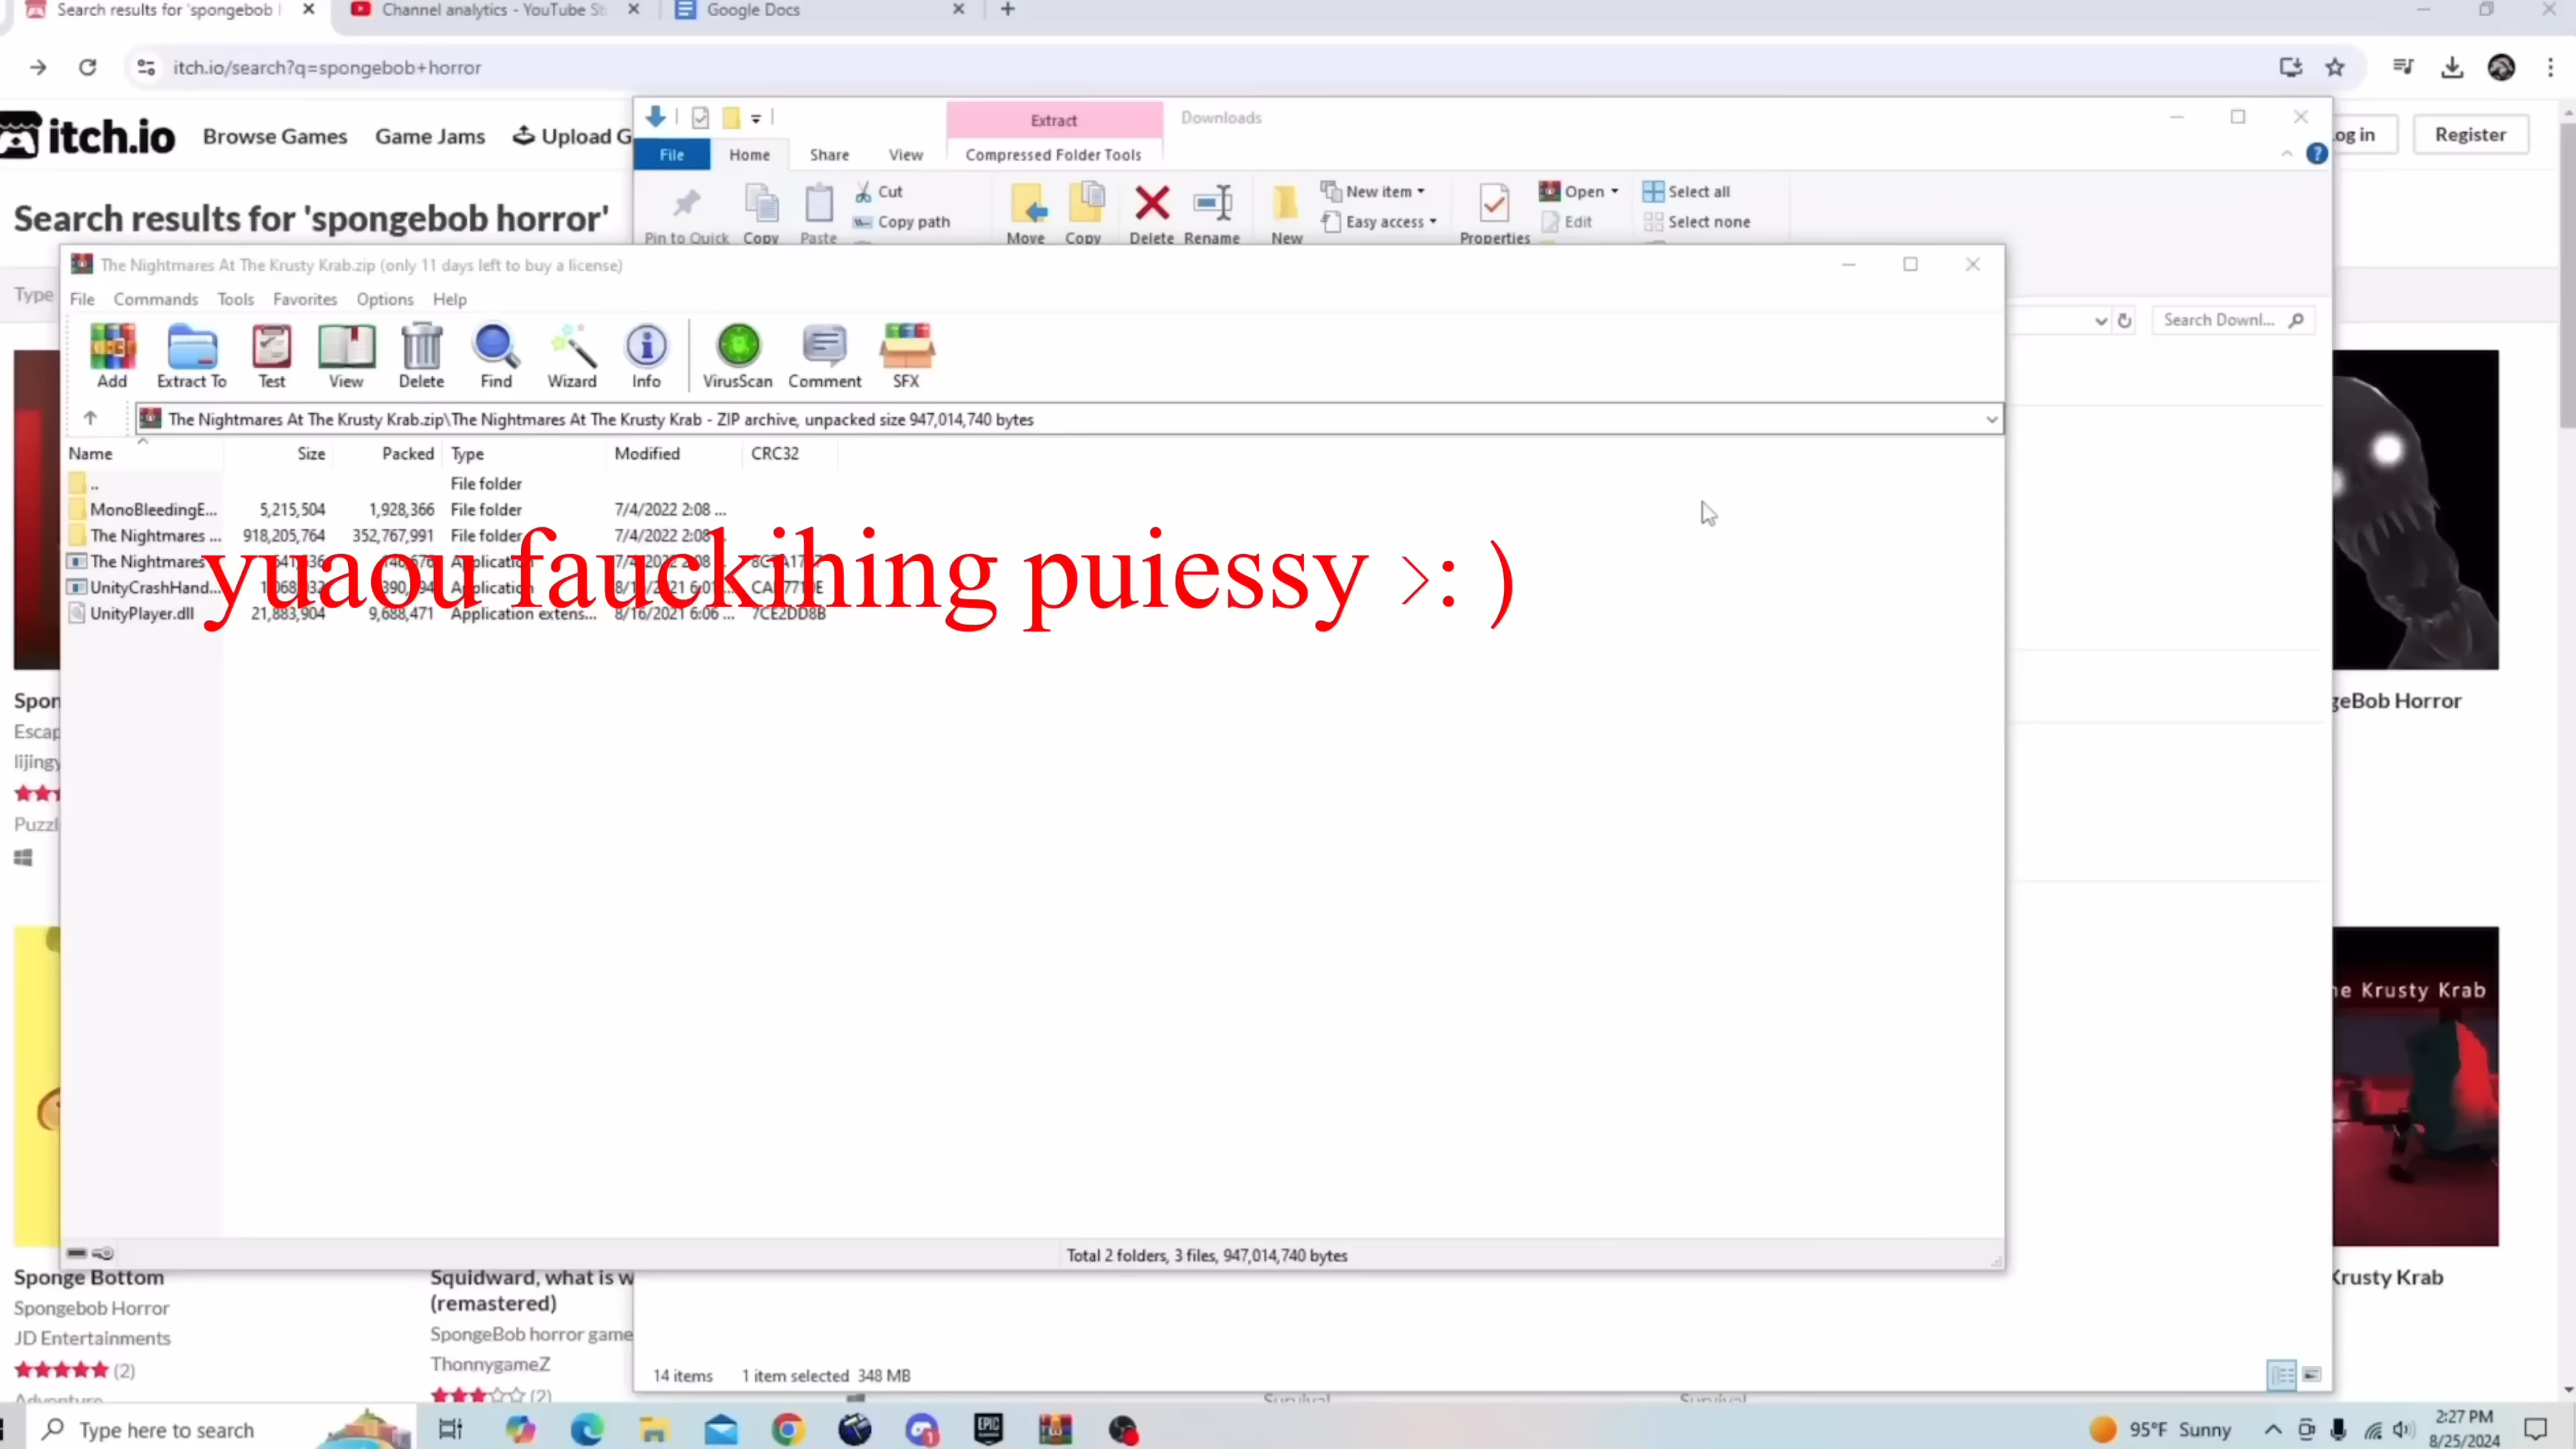 Search results for 'spongebob
Channel analytics - YouTube St
Google Docs
itch.io/search?q=spongebob+horror
itch.io
Browse Games
Game Jams
Upload G
Register
Search results for 'spongebob horror'
Type
Extract
Downloads
File
Home
Share
View
Compressed Folder Tools
Pin to Quick
Copy
Paste
Cut
Copy path
Move
Copy
Delete
Rename
New
New item
Easy access
Properties
Open
Edit
Select all
Select none
Search Downl...
The Nightmares At The Krusty Krab.zip (only 11 days left to buy a license)
File Commands Tools Favorites Options Help
Add
Extract To
Test
View
Delete
Find
Wizard
Info
VirusScan
Comment
SFX
The Nightmares At The Krusty Krab.zip\The Nightmares At The Krusty Krab - ZIP archive, unpacked size 947,014,740 bytes
Name Size Packed Type Modified CRC32
.. File folder
MonoBleedingE... 5,215,504 1,928,366 File folder 7/4/2022 2:08 ...
The Nightmares ... 918,205,764 352,767,991 File folder 7/4/2022 2:08
The Nightmares Application
UnityCrashHand... Application
UnityPlayer.dll 21,883,904 9,688,471 Application extens... 8/16/2021 6:06 ... 7CE2DD8B
yuaou fauckihing puiessy >: )
Total 2 folders, 3 files, 947,014,740 bytes
14 items 1 item selected 348 MB
geBob Horror
he Krusty Krab
Krusty Krab
Sponge Bottom
Spongebob Horror
JD Entertainments
(2)
Squidward, what is w
(remastered)
SpongeBob horror game
ThonnygameZ
(2)
Type here to search
EPIC
95°F Sunny
2:27 PM
8/25/2024